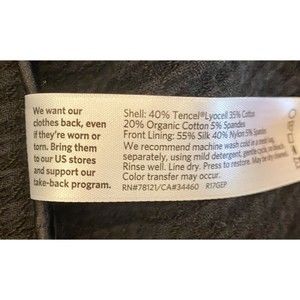 We want our
clothes back, even
if they're worn or
torn. Bring them
to our US stores
and support our
take-back program.
Shell: 40% Tencel®Lyocell 35% Cotton
20% Organic Cotton 5% Spandex
Front Lining: 55% Silk 40% Nylon 5% Spandex
We recommend machine wash cold in a mesh bag,
separately, using mild detergent, gentle cycle,
Rinse well. Line dry. Press to restore. May be dry cleaned.
Color transfer may occur.
RN#78121/CA#34460 R17GEP